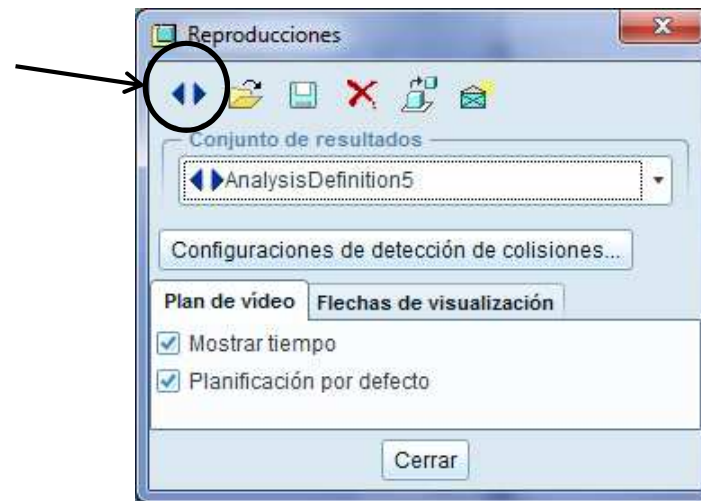 Reproducciones
Conjunto de resultados
AnalysisDefinition5
Configuraciones de detección de colisiones...
Plan de vídeo Flechas de visualización
Mostrar tiempo
Planificación por defecto
Cerrar